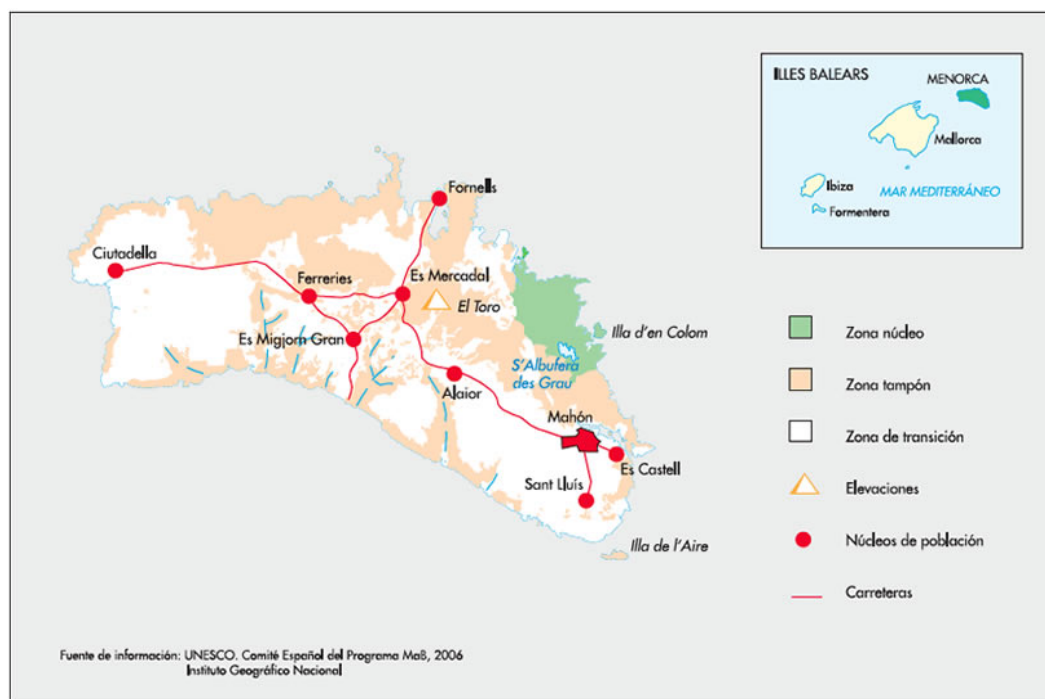 ILLES BALEARS
MENORCA
Mallorca
Ibiza
MAR MEDITERRÁNEO
Formentera
Fornells
Ciutadella
Ferreries
Es Mercadal
El Toro
Es Migjorn Gran
Illa d'en Colom
S'Albufera
des Grau
Alaior
Mahón
Es Castell
Sant Lluís
Illa de l'Aire
Zona núcleo
Zona tampón
Zona de transición
Elevaciones
Núcleos de población
Carreteras
Fuente de información: UNESCO. Comité Español del Programa MaB, 2006
Instituto Geográfico Nacional